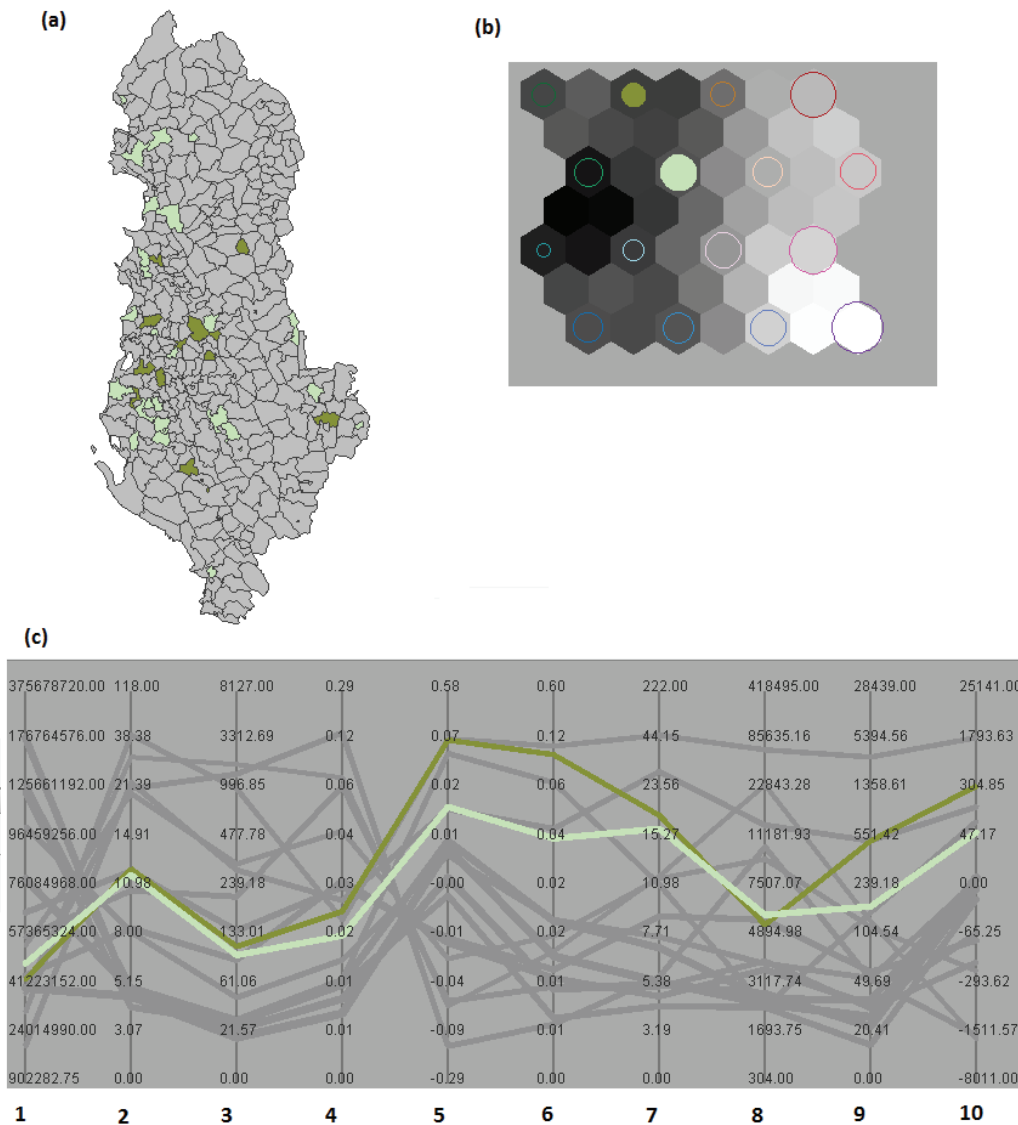 (a)
(b)
(c)
375678720.00 118.00 8127.00 0.29 0.58 0.60 222.00 418495.00 28439.00 25141.00
176764576.00 38.38 3312.69 0.12 0.07 0.12 44.15 85635.16 5394.56 1793.63
125661192.00 21.39 996.85 0.06 0.02 0.06 23.56 22843.28 1358.61 304.85
96459256.00 14.91 477.78 0.04 0.01 0.04 15.27 11181.93 551.42 47.17
76084968.00 10.98 239.18 0.03 -0.00 0.02 10.98 7507.07 239.18 0.00
57365324.00 8.00 133.01 0.02 -0.01 0.02 7.71 4894.98 104.54 -65.25
41223152.00 5.15 61.06 0.01 -0.04 0.01 5.38 3117.74 49.69 -293.62
24014990.00 3.07 21.57 0.01 -0.09 0.01 3.19 1693.75 20.41 -1511.57
902282.75 0.00 0.00 0.00 -0.29 0.00 0.00 304.00 0.00 -8011.00
1 2 3 4 5 6 7 8 9 10